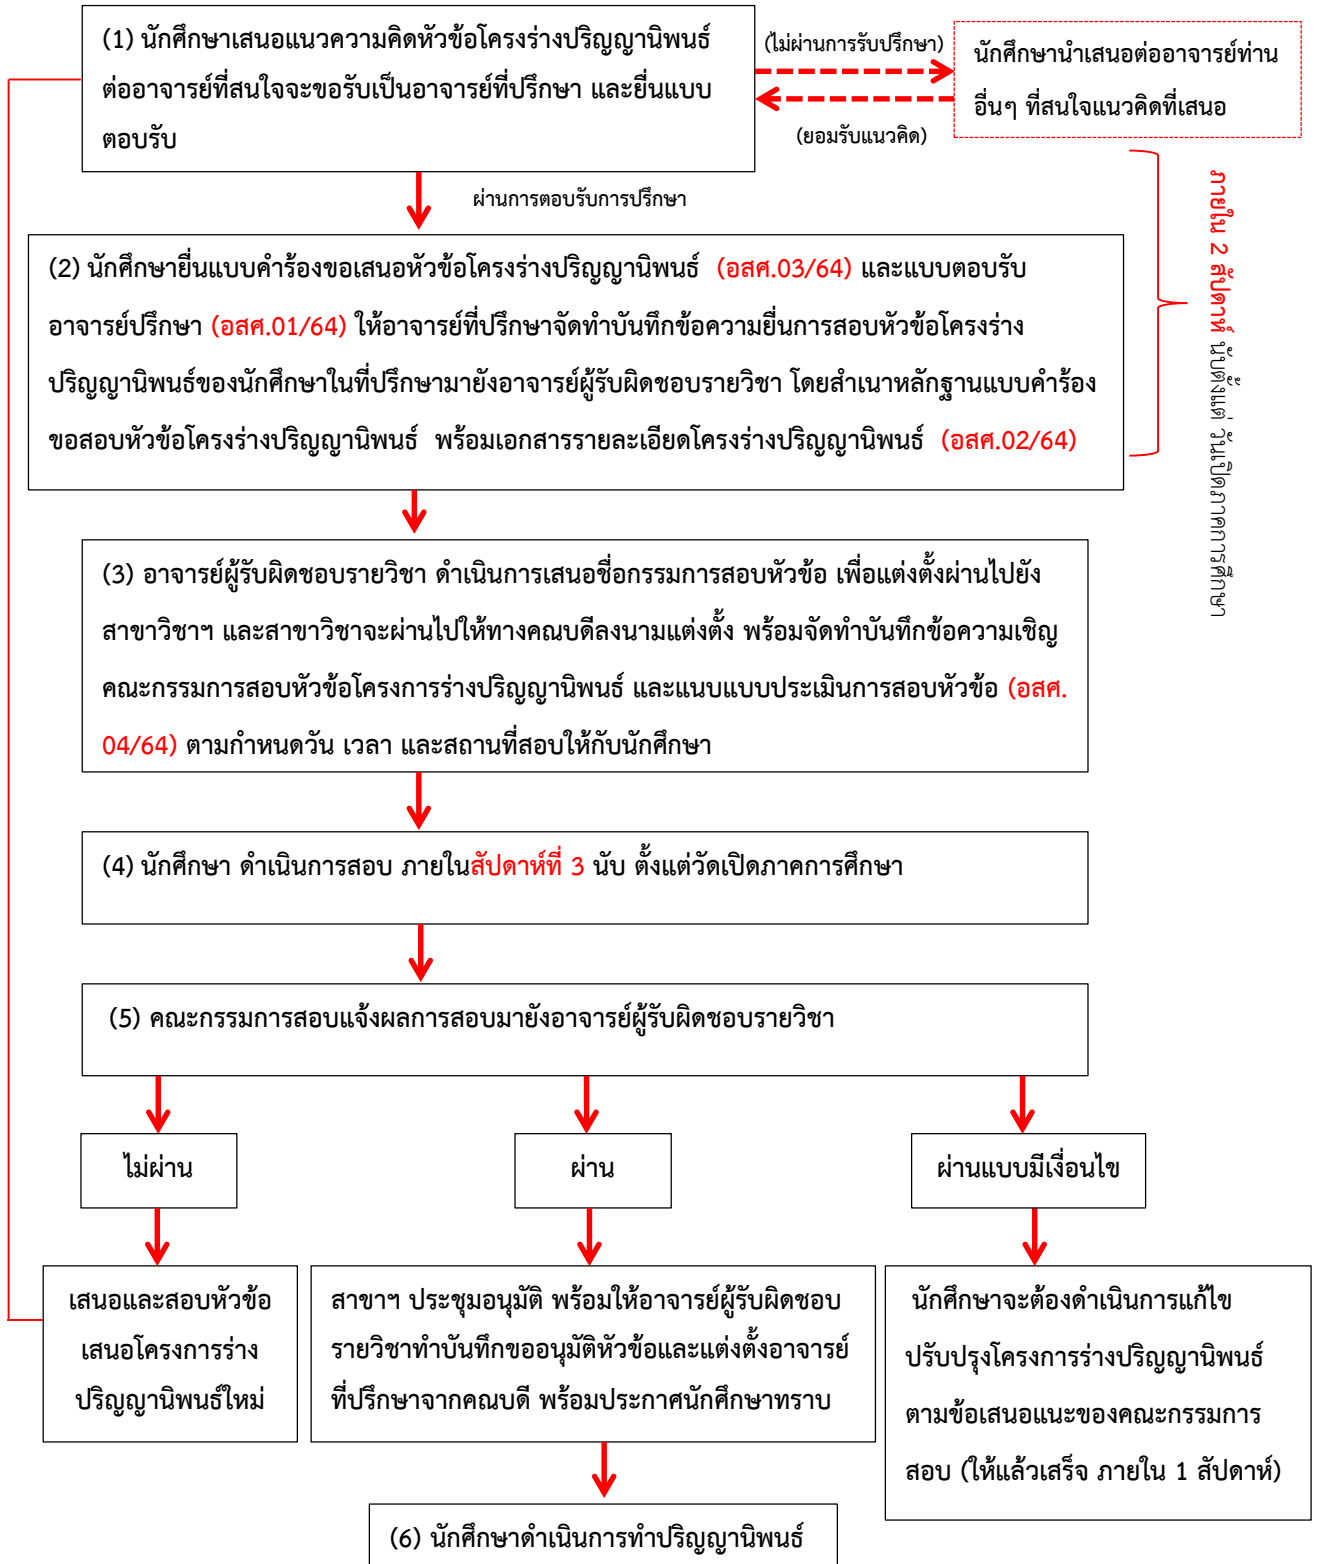 (1) นักศึกษาเสนอแนวความคิดหัวข้อโครงร่างปริญญานิพนธ์
ต่ออาจารย์ที่สนใจจะขอรับเป็นอาจารย์ที่ปรึกษา และยื่นแบบ
ตอบรับ
(ไม่ผ่านการรับปรึกษา)
(ยอมรับแนวคิด)
นักศึกษานำเสนอต่ออาจารย์ท่าน
อื่นๆ ที่สนใจแนวคิดที่เสนอ
ผ่านการตอบรับการปรึกษา
ภายใน 2 สัปดาห์ นับตั้งแต่ วันเปิดภาคการศึกษา
(2) นักศึกษายื่นแบบคำร้องขอเสนอหัวข้อโครงร่างปริญญานิพนธ์ (อสศ.03/64) และแบบตอบรับ
อาจารย์ปรึกษา (อสศ.01/64) ให้อาจารย์ที่ปรึกษาจัดทำบันทึกข้อความยื่นการสอบหัวข้อโครงร่าง
ปริญญานิพนธ์ของนักศึกษาในที่ปรึกษามายังอาจารย์ผู้รับผิดชอบรายวิชา โดยสำเนาหลักฐานแบบคำร้อง
ขอสอบหัวข้อโครงร่างปริญญานิพนธ์ พร้อมเอกสารรายละเอียดโครงร่างปริญญานิพนธ์ (อสศ.02/64)
(3) อาจารย์ผู้รับผิดชอบรายวิชา ดำเนินการเสนอชื่อกรรมการสอบหัวข้อ เพื่อแต่งตั้งผ่านไปยัง
สาขาวิชาฯ และสาขาวิชาจะผ่านไปให้ทางคณบดีลงนามแต่งตั้ง พร้อมจัดทำบันทึกข้อความเชิญ
คณะกรรมการสอบหัวข้อโครงการร่างปริญญานิพนธ์ และแนบแบบประเมินการสอบหัวข้อ (อสศ.
04/64) ตามกำหนดวัน เวลา และสถานที่สอบให้กับนักศึกษา
(4) นักศึกษา ดำเนินการสอบ ภายในสัปดาห์ที่ 3 นับ ตั้งแต่วัดเปิดภาคการศึกษา
(5) คณะกรรมการสอบแจ้งผลการสอบมายังอาจารย์ผู้รับผิดชอบรายวิชา
ไม่ผ่าน
ผ่าน
ผ่านแบบมีเงื่อนไข
เสนอและสอบหัวข้อ
เสนอโครงการร่าง
ปริญญานิพนธ์ใหม่
สาขาฯ ประชุมอนุมัติ พร้อมให้อาจารย์ผู้รับผิดชอบ
รายวิชาทำบันทึกขออนุมัติหัวข้อและแต่งตั้งอาจารย์
ที่ปรึกษาจากคณบดี พร้อมประกาศนักศึกษาทราบ
นักศึกษาจะต้องดำเนินการแก้ไข
ปรับปรุงโครงการร่างปริญญานิพนธ์
ตามข้อเสนอแนะของคณะกรรมการ
สอบ (ให้แล้วเสร็จ ภายใน 1 สัปดาห์)
(6) นักศึกษาดำเนินการทำปริญญานิพนธ์